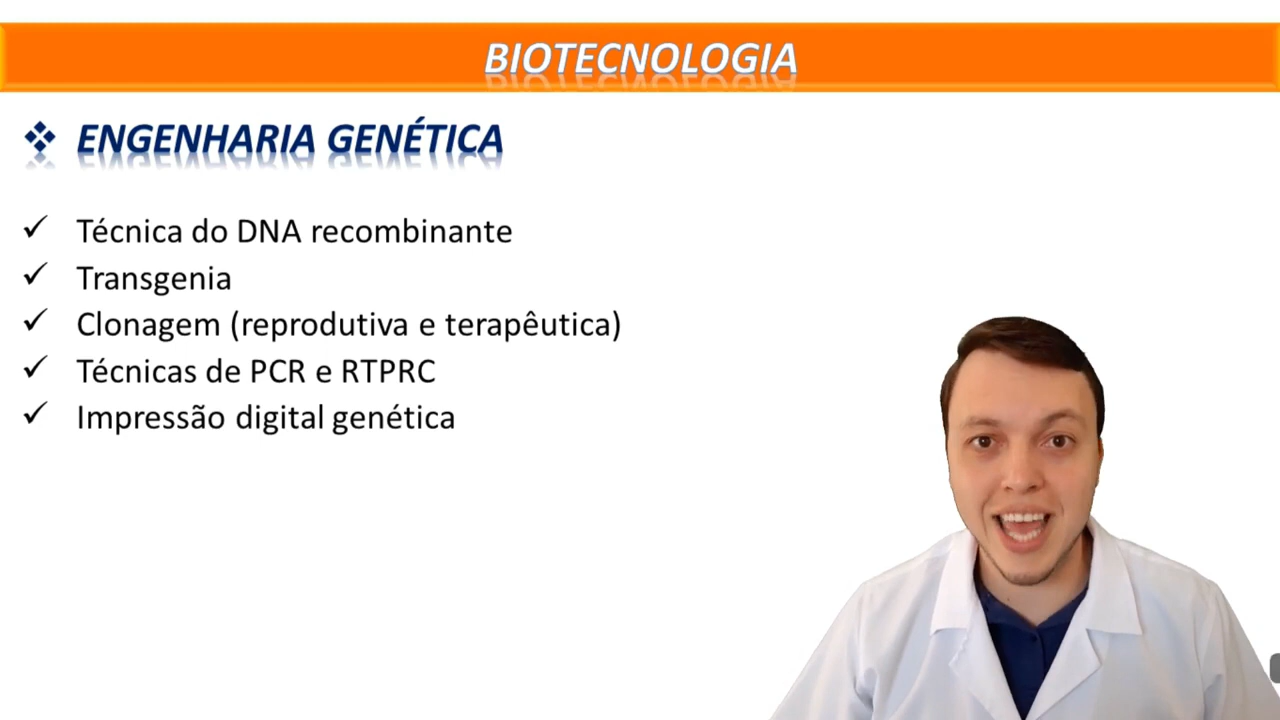 BIOTECNOLOGIA
ENGENHARIA GENÉTICA
Técnica do DNA recombinante
Transgenia
Clonagem (reprodutiva e terapêutica)
Técnicas de PCR e RTPRC
Impressão digital genética